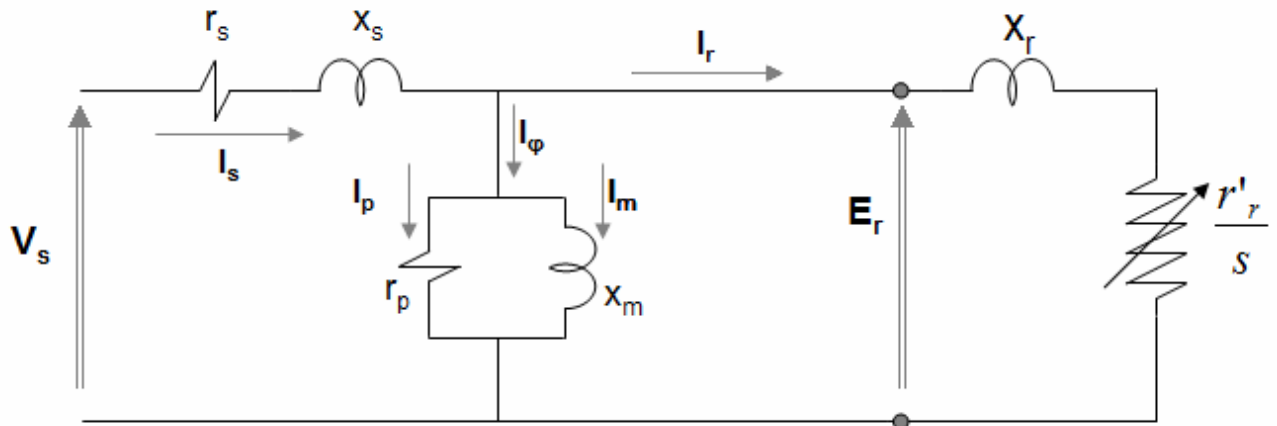 r_s
x_s
I_r
X_r
I_s
I_φ
I_p
I_m
V_s
E_r
r'_r
s
r_p
x_m